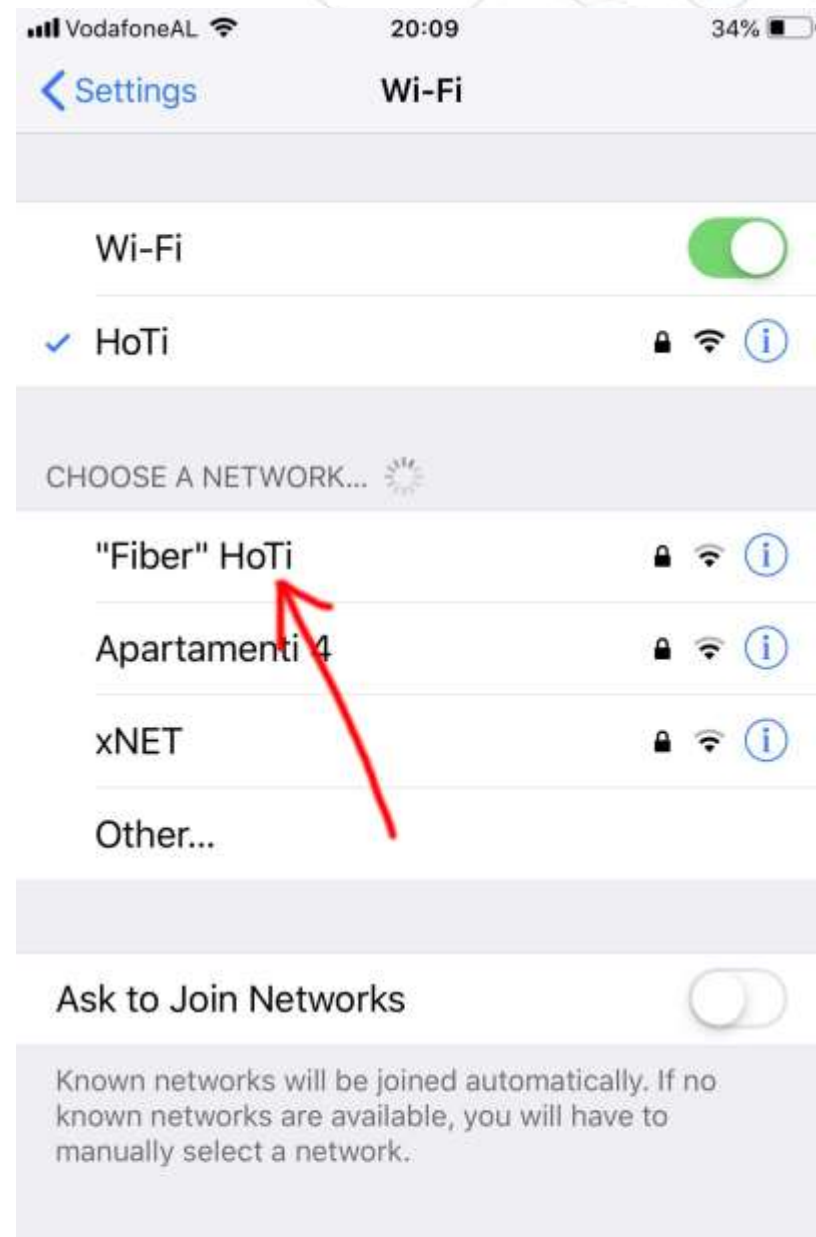 VodafoneAL 20:09 34%
Settings Wi-Fi
Wi-Fi
HoTi
CHOOSE A NETWORK...
"Fiber" HoTi
Apartamenti 4
xNET
Other...
Ask to Join Networks
Known networks will be joined automatically. If no
known networks are available, you will have to
manually select a network.